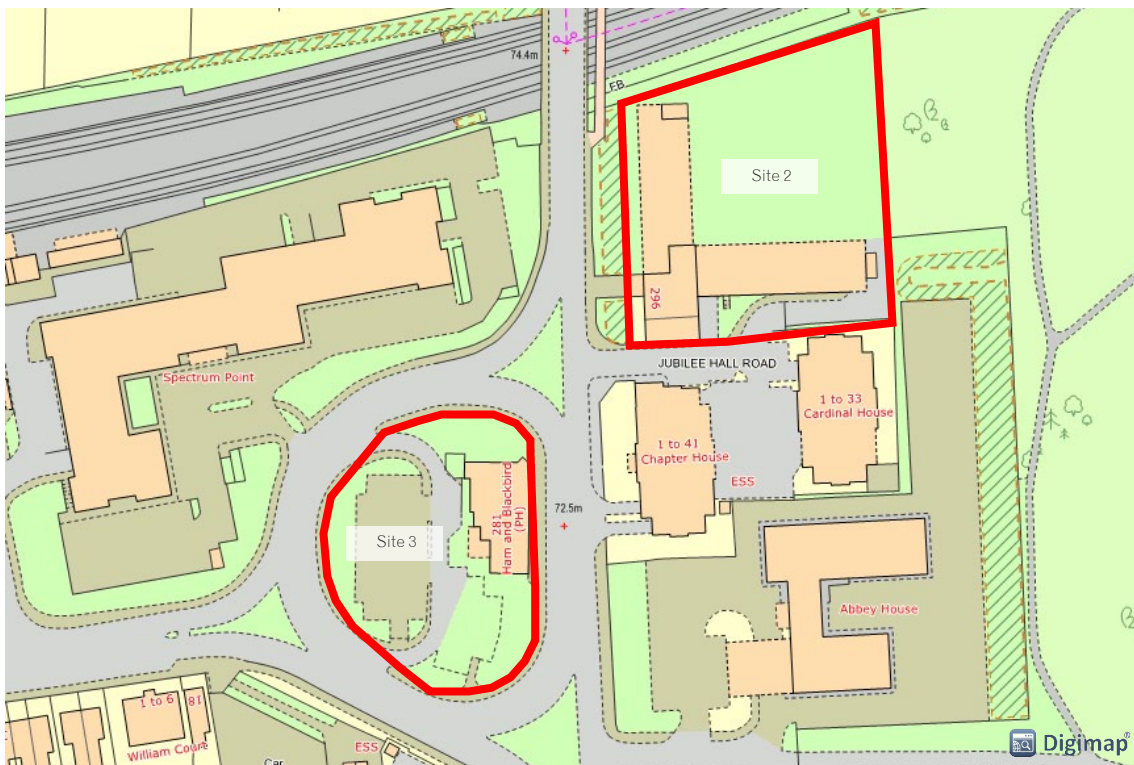 74.4m
FB
Site 2
296
Spectrum Point
JUBILEE HALL ROAD
1 to 33
Cardinal House
1 to 41
Chapter House
ESS
281
Ham and Blackbird
(PH)
72.5m
Site 3
Abbey House
1 to 6
18
William Court
ESS
Car
Digimap®